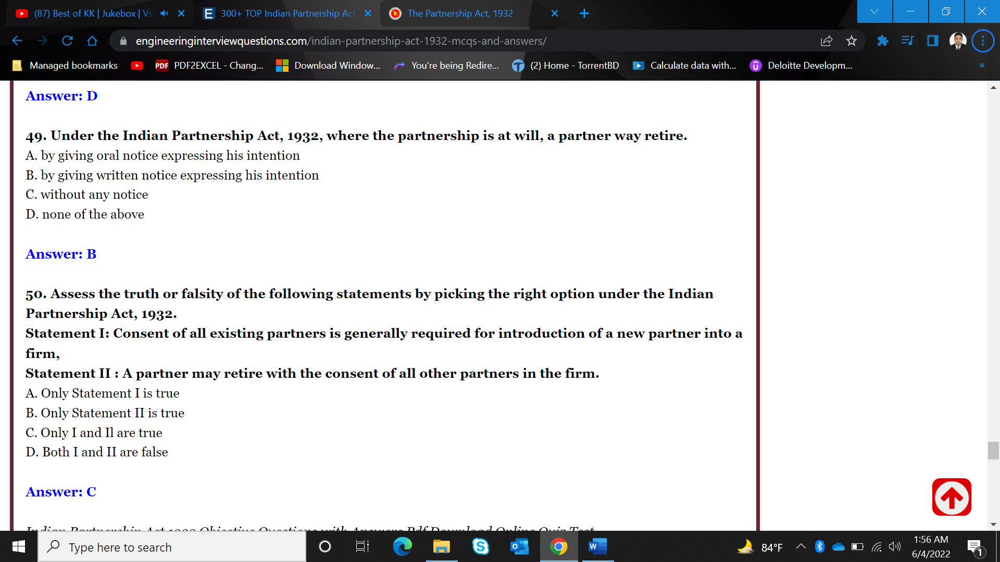 (87) Best of KK | Jukebox | Vs
300+ TOP Indian Partnership Act
The Partnership Act, 1932
engineeringinterviewquestions.com/indian-partnership-act-1932-mcqs-and-answers/
Managed bookmarks
PDF PDF2EXCEL - Chang...
Download Window...
You're being Redire...
(2) Home - TorrentBD
Calculate data with...
Deloitte Developm...
Answer: D
49. Under the Indian Partnership Act, 1932, where the partnership is at will, a partner way retire.
A. by giving oral notice expressing his intention
B. by giving written notice expressing his intention
C. without any notice
D. none of the above
Answer: B
50. Assess the truth or falsity of the following statements by picking the right option under the Indian
Partnership Act, 1932.
Statement I: Consent of all existing partners is generally required for introduction of a new partner into a
firm,
Statement II : A partner may retire with the consent of all other partners in the firm.
A. Only Statement I is true
B. Only Statement II is true
C. Only I and Il are true
D. Both I and II are false
Answer: C
Indian Partnership Act 1932 Objective Questions with Answers Pdf Download Online Quiz Test
Type here to search
84°F
1:56 AM
6/4/2022
1